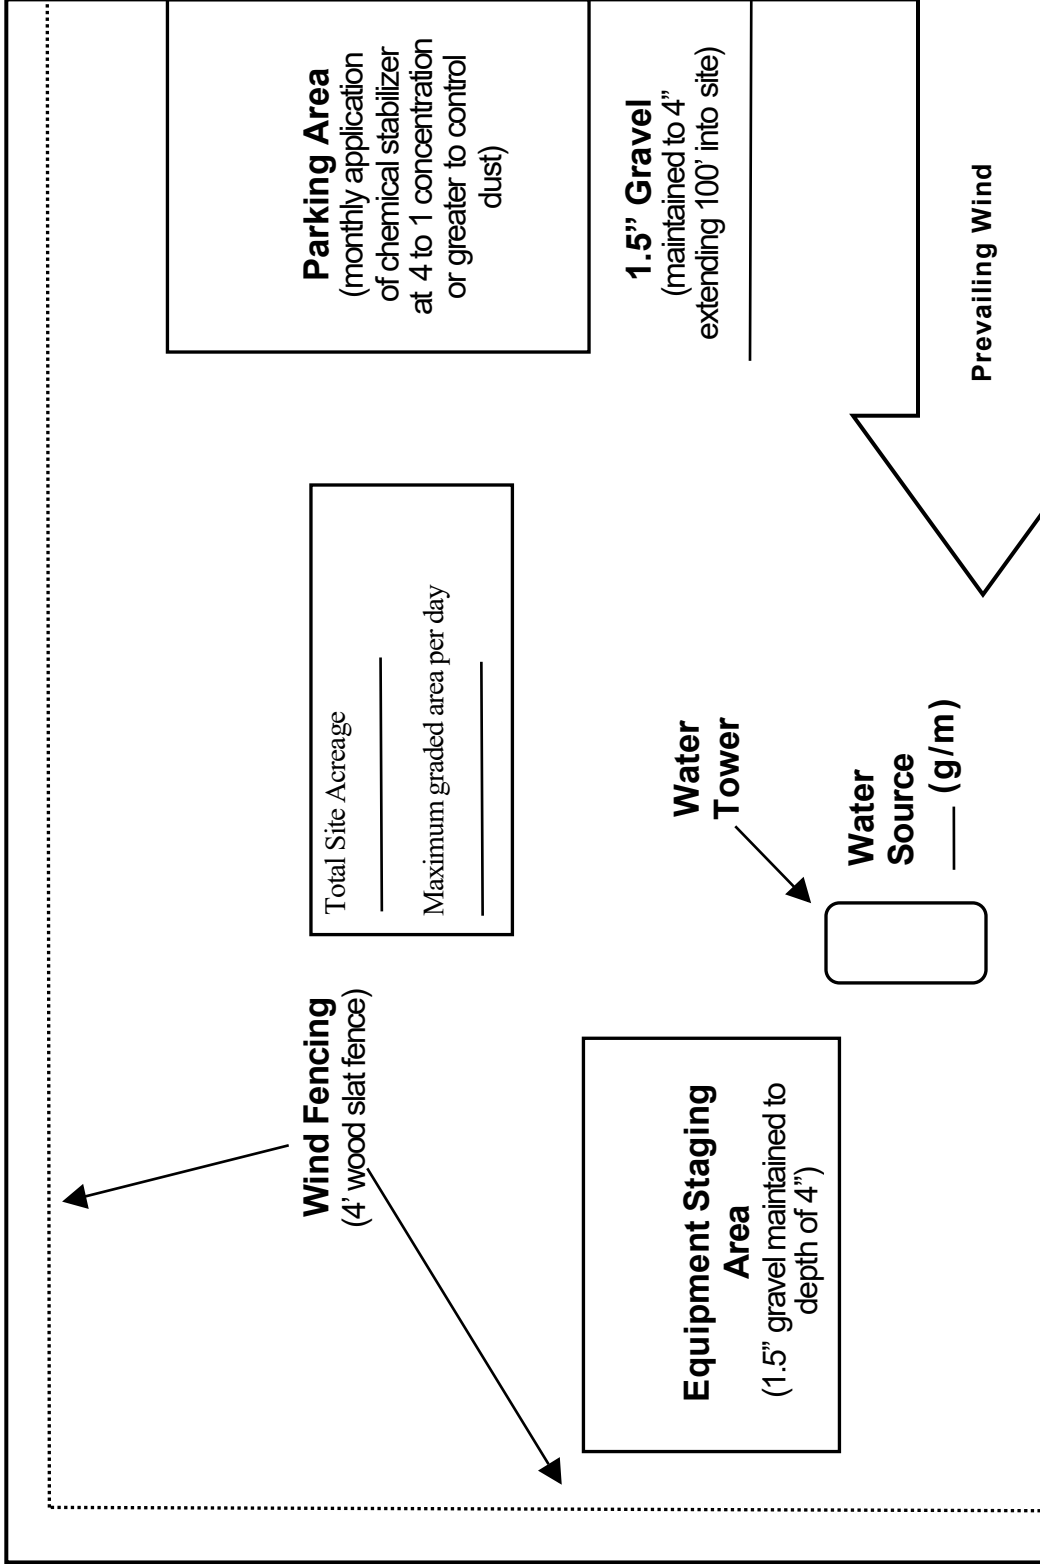 Wind Fencing
(4’ wood slat fence)
Total Site Acreage
Maximum graded area per day
Parking Area
(monthly application
of chemical stabilizer
at 4 to 1 concentration
or greater to control
dust)
1.5” Gravel
(maintained to 4”
extending 100’ into site)
Equipment Staging
Area
(1.5” gravel maintained to
depth of 4”)
Water
Tower
Water
Source
___ (g/m)
Prevailing Wind